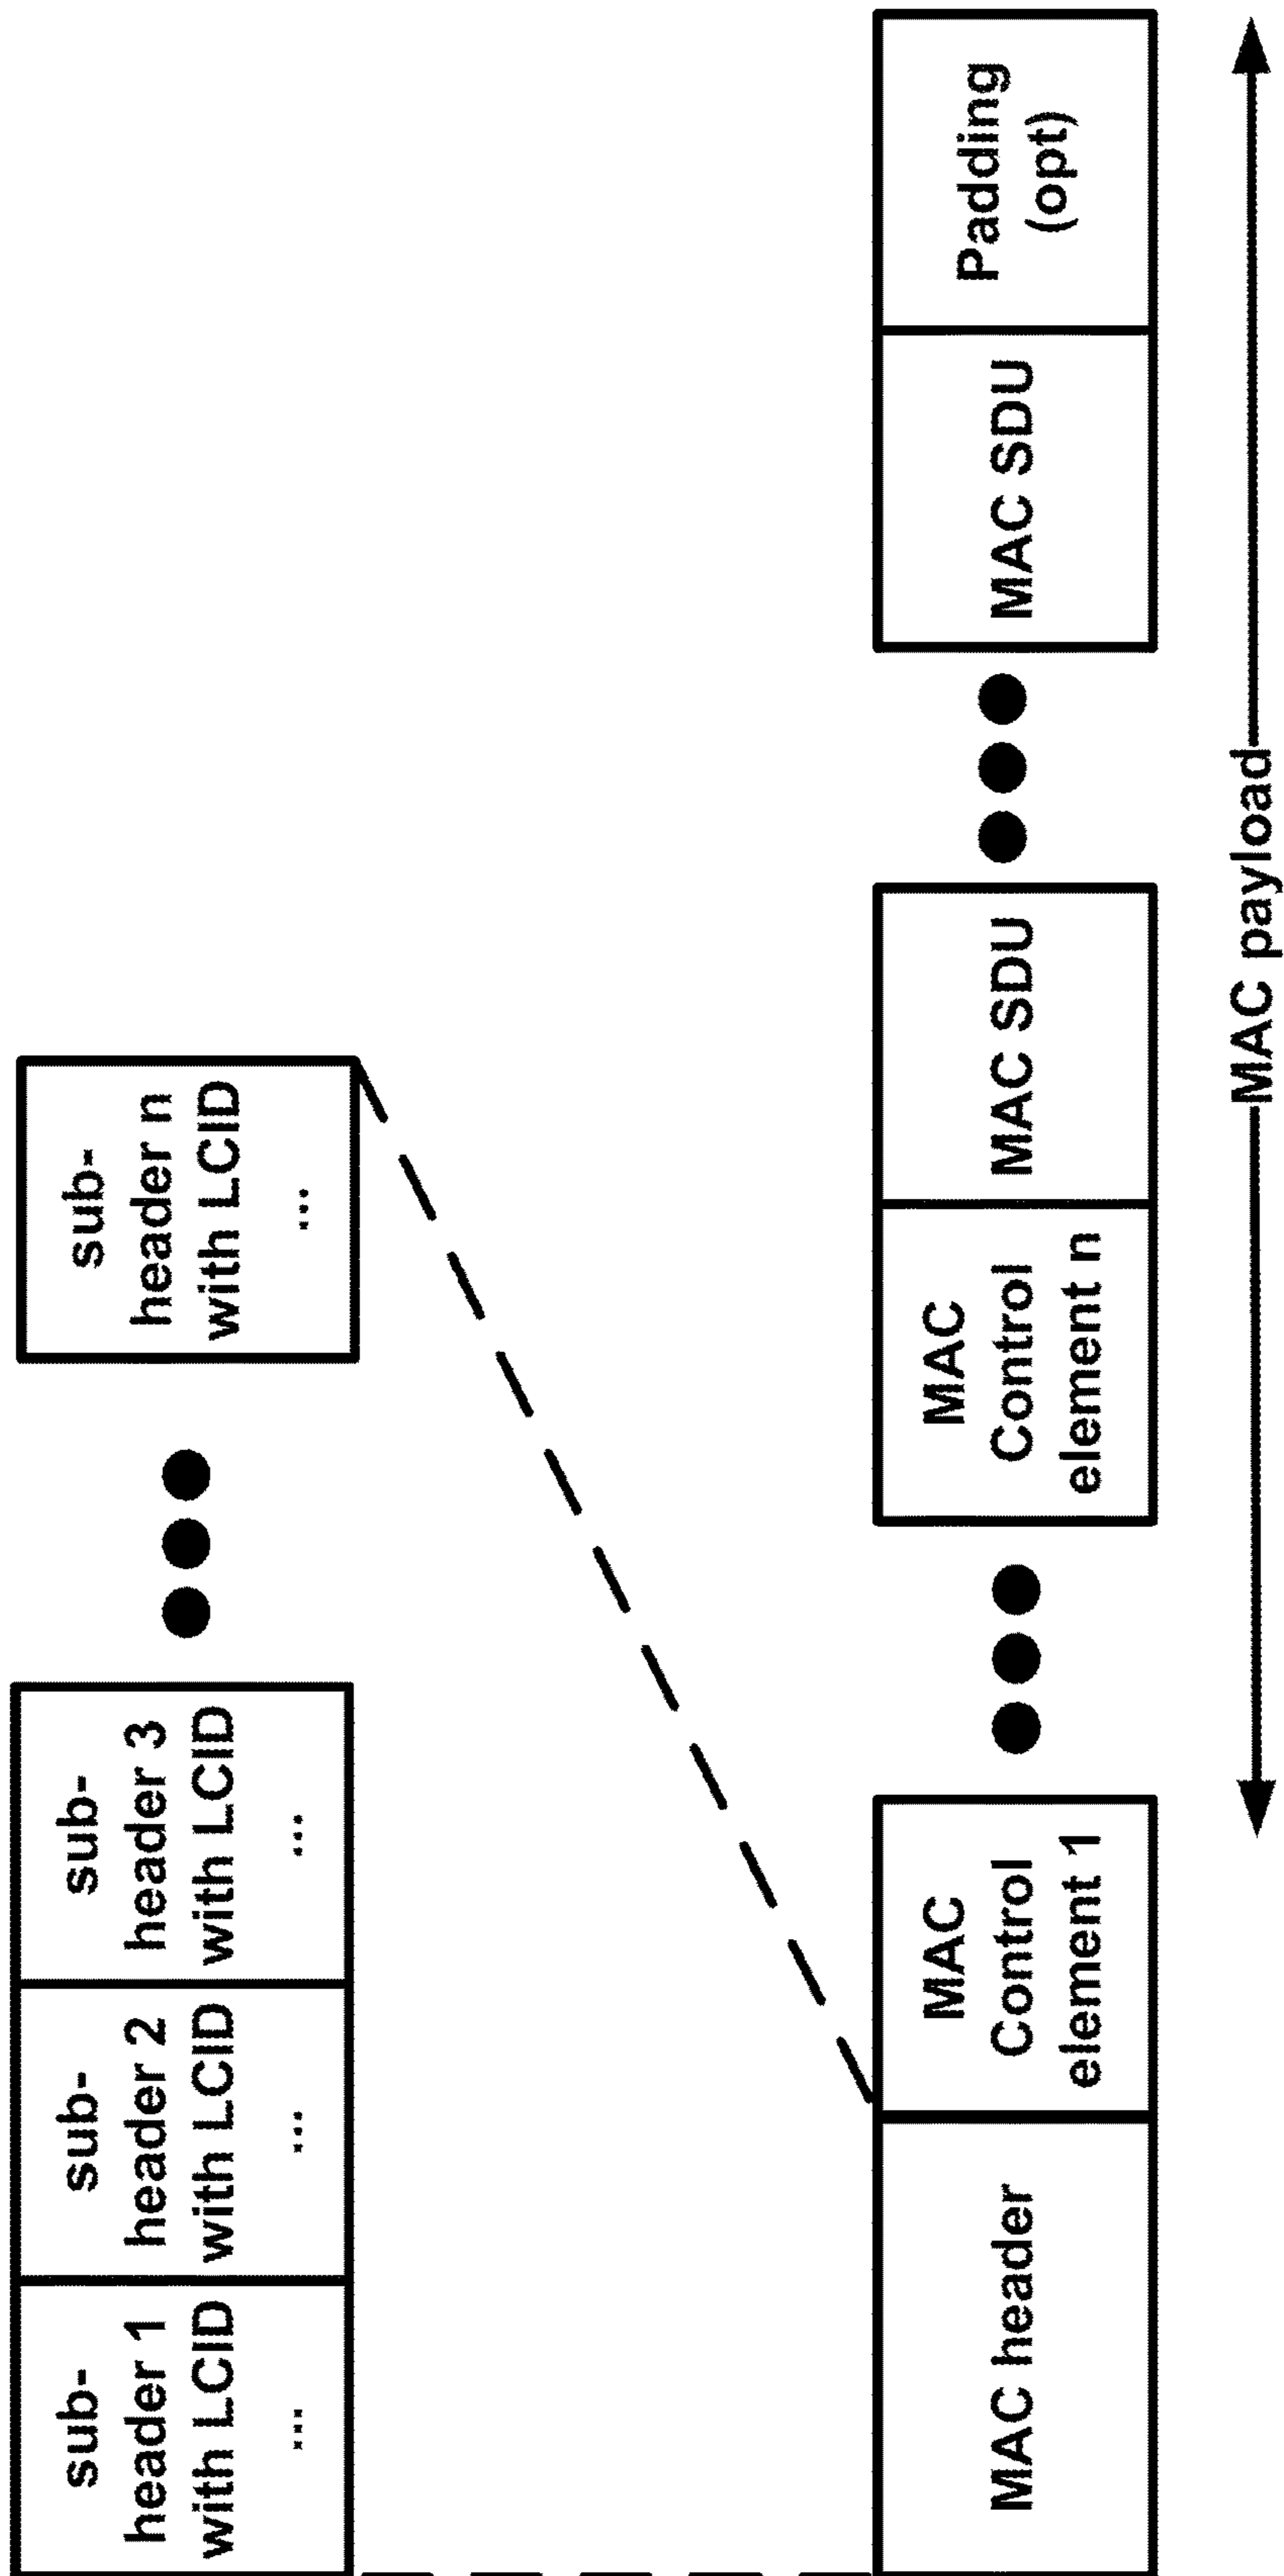 sub-
header 1
with LCID
...
sub-
header 2
with LCID
...
sub-
header 3
with LCID
...
sub-
header n
with LCID
...
MAC header
MAC
Control
element 1
MAC
Control
element n
MAC SDU
MAC SDU
Padding
(opt)
MAC payload